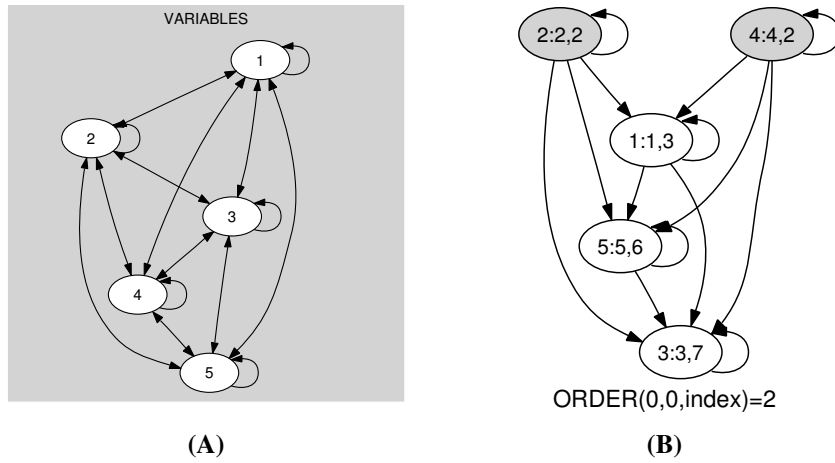 VARIABLES
1
2
3
4
5
(A)
2:2,2
4:4,2
1:1,3
5:5,6
3:3,7
ORDER(0,0,index)=2
(B)